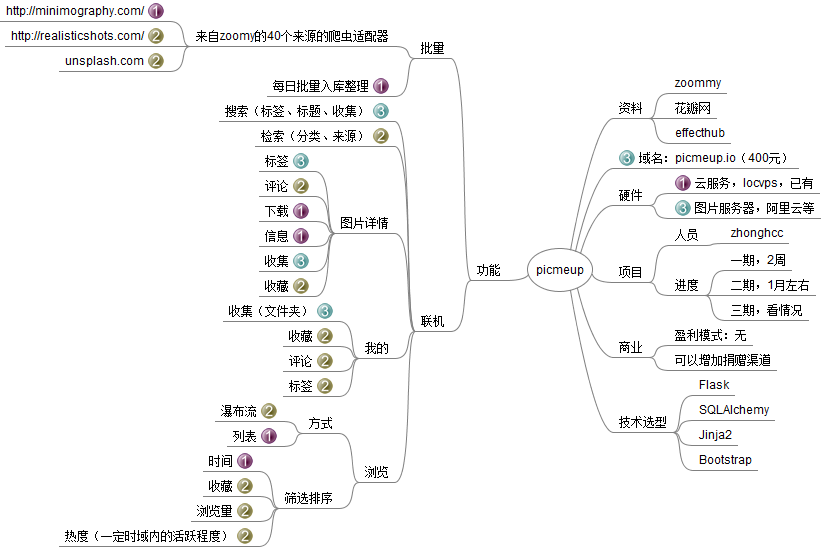 picmeup
功能
批量
来自zoomy的40个来源的爬虫适配器
http://minimography.com/ 1
http://realisticshots.com/ 2
unsplash.com 2
每日批量入库整理 1
联机
搜索（标签、标题、收集） 3
检索（分类、来源） 2
图片详情
标签 3
评论 2
下载 1
信息 1
收集 3
收藏 2
我的
收集（文件夹） 3
收藏 2
评论 2
标签 2
浏览
方式
瀑布流 2
列表 1
筛选排序
时间 1
收藏 2
浏览量 2
热度（一定时域内的活跃程度） 2
资料
zoommy
花瓣网
effecthub
3 域名：picmeup.io（400元）
硬件
1 云服务，locvps，已有
3 图片服务器，阿里云等
项目
人员
zhonghcc
进度
一期，2周
二期，1月左右
三期，看情况
商业
盈利模式：无
可以增加捐赠渠道
技术选型
Flask
SQLAlchemy
Jinja2
Bootstrap